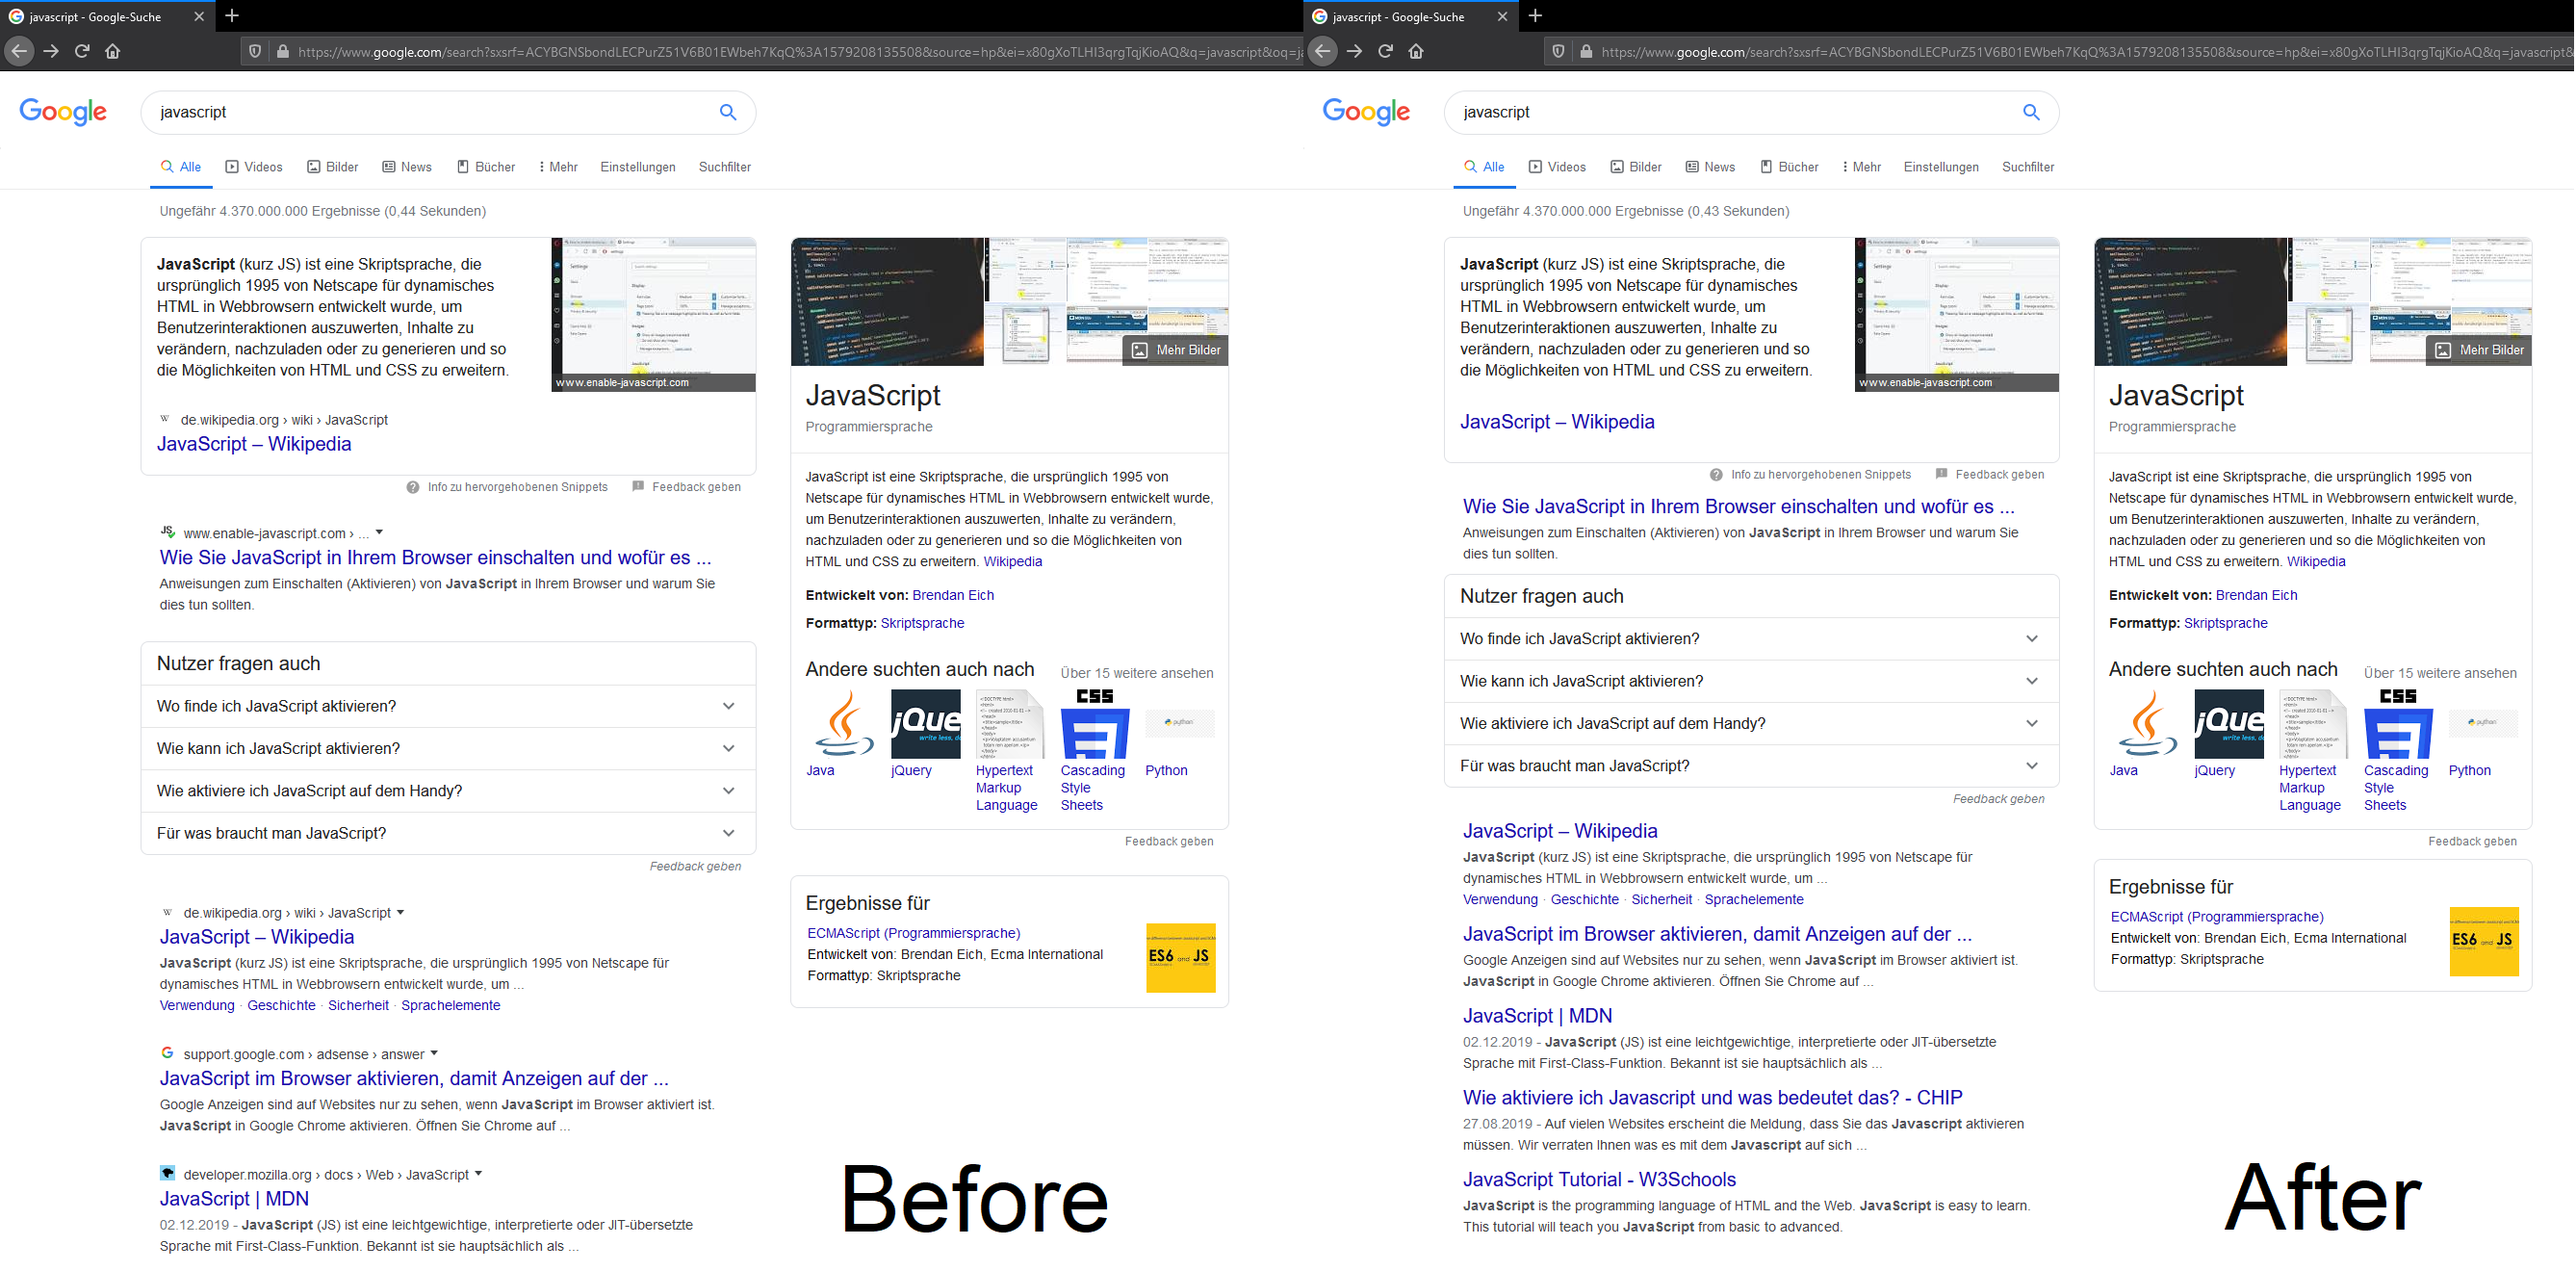 javascript - Google-Suche
https://www.google.com/search?sxsrf=ACYBGNSbondLECPurZ51V6B01EWbeh7KqQ%3A1579208135508&source=hp&ei=x80gXoTLHI3qrgTqjKioAQ&q=javascript&oq=ja
Google
javascript
Alle Videos Bilder News Bücher Mehr Einstellungen Suchfilter
Ungefähr 4.370.000.000 Ergebnisse (0,44 Sekunden)
JavaScript (kurz JS) ist eine Skriptsprache, die
ursprünglich 1995 von Netscape für dynamisches
HTML in Webbrowsern entwickelt wurde, um
Benutzerinteraktionen auszuwerten, Inhalte zu
verändern, nachzuladen oder zu generieren und so
die Möglichkeiten von HTML und CSS zu erweitern.
www.enable-javascript.com
de.wikipedia.org › wiki › JavaScript
JavaScript – Wikipedia
Info zu hervorgehobenen Snippets Feedback geben
www.enable-javascript.com › ...
Wie Sie JavaScript in Ihrem Browser einschalten und wofür es ...
Anweisungen zum Einschalten (Aktivieren) von JavaScript in Ihrem Browser und warum Sie
dies tun sollten.
Nutzer fragen auch
Wo finde ich JavaScript aktivieren?
Wie kann ich JavaScript aktivieren?
Wie aktiviere ich JavaScript auf dem Handy?
Für was braucht man JavaScript?
Feedback geben
de.wikipedia.org › wiki › JavaScript
JavaScript – Wikipedia
JavaScript (kurz JS) ist eine Skriptsprache, die ursprünglich 1995 von Netscape für
dynamisches HTML in Webbrowsern entwickelt wurde, um ...
Verwendung · Geschichte · Sicherheit · Sprachelemente
support.google.com › adsense › answer
JavaScript im Browser aktivieren, damit Anzeigen auf der ...
Google Anzeigen sind auf Websites nur zu sehen, wenn JavaScript im Browser aktiviert ist.
JavaScript in Google Chrome aktivieren. Öffnen Sie Chrome auf ...
developer.mozilla.org › docs › Web › JavaScript
JavaScript | MDN
02.12.2019 - JavaScript (JS) ist eine leichtgewichtige, interpretierte oder JIT-übersetzte
Sprache mit First-Class-Funktion. Bekannt ist sie hauptsächlich als ...
Mehr Bilder
JavaScript
Programmiersprache
JavaScript ist eine Skriptsprache, die ursprünglich 1995 von
Netscape für dynamisches HTML in Webbrowsern entwickelt wurde,
um Benutzerinteraktionen auszuwerten, Inhalte zu verändern,
nachzuladen oder zu generieren und so die Möglichkeiten von
HTML und CSS zu erweitern. Wikipedia
Entwickelt von: Brendan Eich
Formattyp: Skriptsprache
Andere suchten auch nach Über 15 weitere ansehen
jQue
write less, d
CSS
python
Java
jQuery
Hypertext
Markup
Language
Cascading
Style
Sheets
Python
Feedback geben
Ergebnisse für
ECMAScript (Programmiersprache)
Entwickelt von: Brendan Eich, Ecma International
Formattyp: Skriptsprache
ES6 and JS
Before
javascript - Google-Suche
https://www.google.com/search?sxsrf=ACYBGNSbondLECPurZ51V6B01EWbeh7KqQ%3A1579208135508&source=hp&ei=x80gXoTLHI3qrgTqjKioAQ&q=javascript&
Google
javascript
Alle Videos Bilder News Bücher Mehr Einstellungen Suchfilter
Ungefähr 4.370.000.000 Ergebnisse (0,43 Sekunden)
JavaScript (kurz JS) ist eine Skriptsprache, die
ursprünglich 1995 von Netscape für dynamisches
HTML in Webbrowsern entwickelt wurde, um
Benutzerinteraktionen auszuwerten, Inhalte zu
verändern, nachzuladen oder zu generieren und so
die Möglichkeiten von HTML und CSS zu erweitern.
www.enable-javascript.com
JavaScript – Wikipedia
Info zu hervorgehobenen Snippets Feedback geben
Wie Sie JavaScript in Ihrem Browser einschalten und wofür es ...
Anweisungen zum Einschalten (Aktivieren) von JavaScript in Ihrem Browser und warum Sie
dies tun sollten.
Nutzer fragen auch
Wo finde ich JavaScript aktivieren?
Wie kann ich JavaScript aktivieren?
Wie aktiviere ich JavaScript auf dem Handy?
Für was braucht man JavaScript?
Feedback geben
JavaScript – Wikipedia
JavaScript (kurz JS) ist eine Skriptsprache, die ursprünglich 1995 von Netscape für
dynamisches HTML in Webbrowsern entwickelt wurde, um ...
Verwendung · Geschichte · Sicherheit · Sprachelemente
JavaScript im Browser aktivieren, damit Anzeigen auf der ...
Google Anzeigen sind auf Websites nur zu sehen, wenn JavaScript im Browser aktiviert ist.
JavaScript in Google Chrome aktivieren. Öffnen Sie Chrome auf ...
JavaScript | MDN
02.12.2019 - JavaScript (JS) ist eine leichtgewichtige, interpretierte oder JIT-übersetzte
Sprache mit First-Class-Funktion. Bekannt ist sie hauptsächlich als ...
Wie aktiviere ich Javascript und was bedeutet das? - CHIP
27.08.2019 - Auf vielen Websites erscheint die Meldung, dass Sie das Javascript aktivieren
müssen. Wir verraten Ihnen was es mit dem Javascript auf sich ...
JavaScript Tutorial - W3Schools
JavaScript is the programming language of HTML and the Web. JavaScript is easy to learn.
This tutorial will teach you JavaScript from basic to advanced.
Mehr Bilder
JavaScript
Programmiersprache
JavaScript ist eine Skriptsprache, die ursprünglich 1995 von
Netscape für dynamisches HTML in Webbrowsern entwickelt wurde,
um Benutzerinteraktionen auszuwerten, Inhalte zu verändern,
nachzuladen oder zu generieren und so die Möglichkeiten von
HTML und CSS zu erweitern. Wikipedia
Entwickelt von: Brendan Eich
Formattyp: Skriptsprache
Andere suchten auch nach Über 15 weitere ansehen
jQue
write less, d
CSS
python
Java
jQuery
Hypertext
Markup
Language
Cascading
Style
Sheets
Python
Feedback geben
Ergebnisse für
ECMAScript (Programmiersprache)
Entwickelt von: Brendan Eich, Ecma International
Formattyp: Skriptsprache
ES6 and JS
After